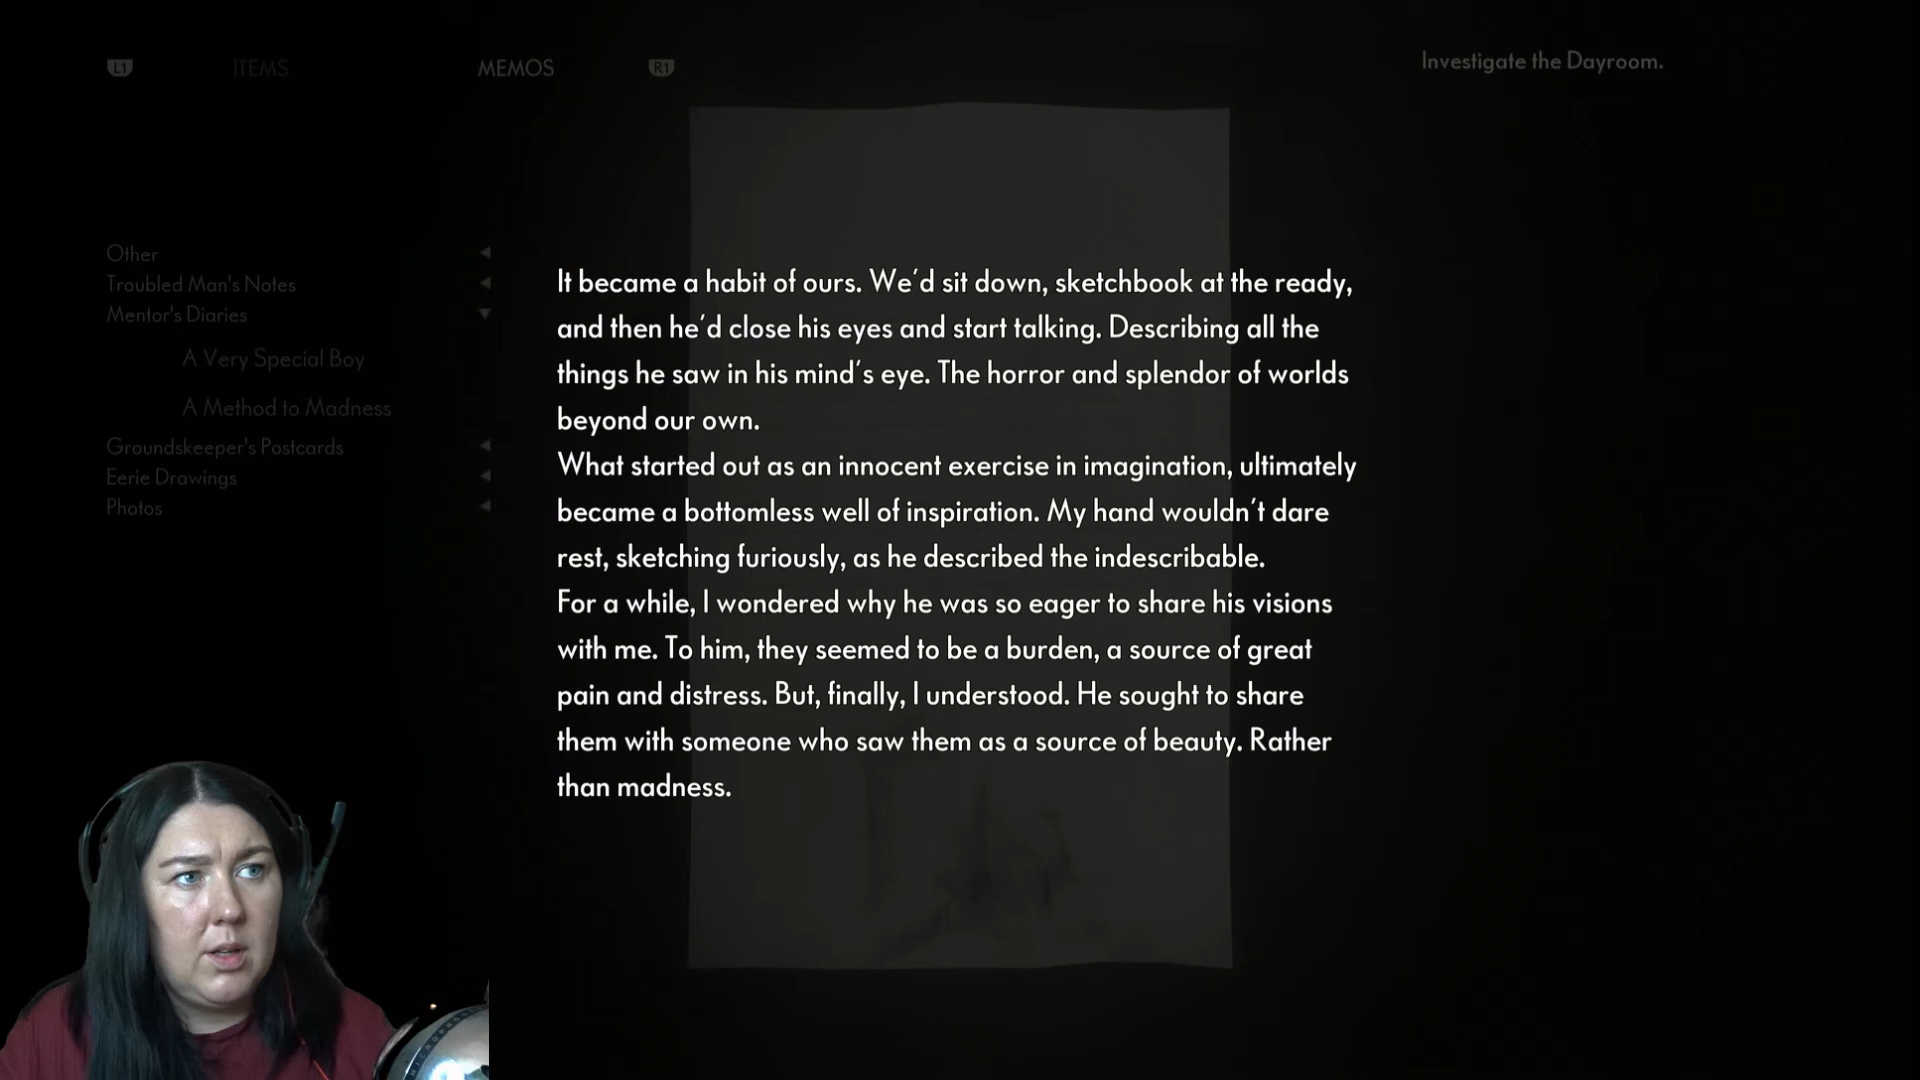 L1 ITEMS MEMOS R1
Investigate the Dayroom.
Other
Troubled Man's Notes
Mentor's Diaries
A Very Special Boy
A Method to Madness
Groundskeeper's Postcards
Eerie Drawings
Photos
It became a habit of ours. We'd sit down, sketchbook at the ready,
and then he'd close his eyes and start talking. Describing all the
things he saw in his mind's eye. The horror and splendor of worlds
beyond our own.
What started out as an innocent exercise in imagination, ultimately
became a bottomless well of inspiration. My hand wouldn't dare
rest, sketching furiously, as he described the indescribable.
For a while, I wondered why he was so eager to share his visions
with me. To him, they seemed to be a burden, a source of great
pain and distress. But, finally, I understood. He sought to share
them with someone who saw them as a source of beauty. Rather
than madness.